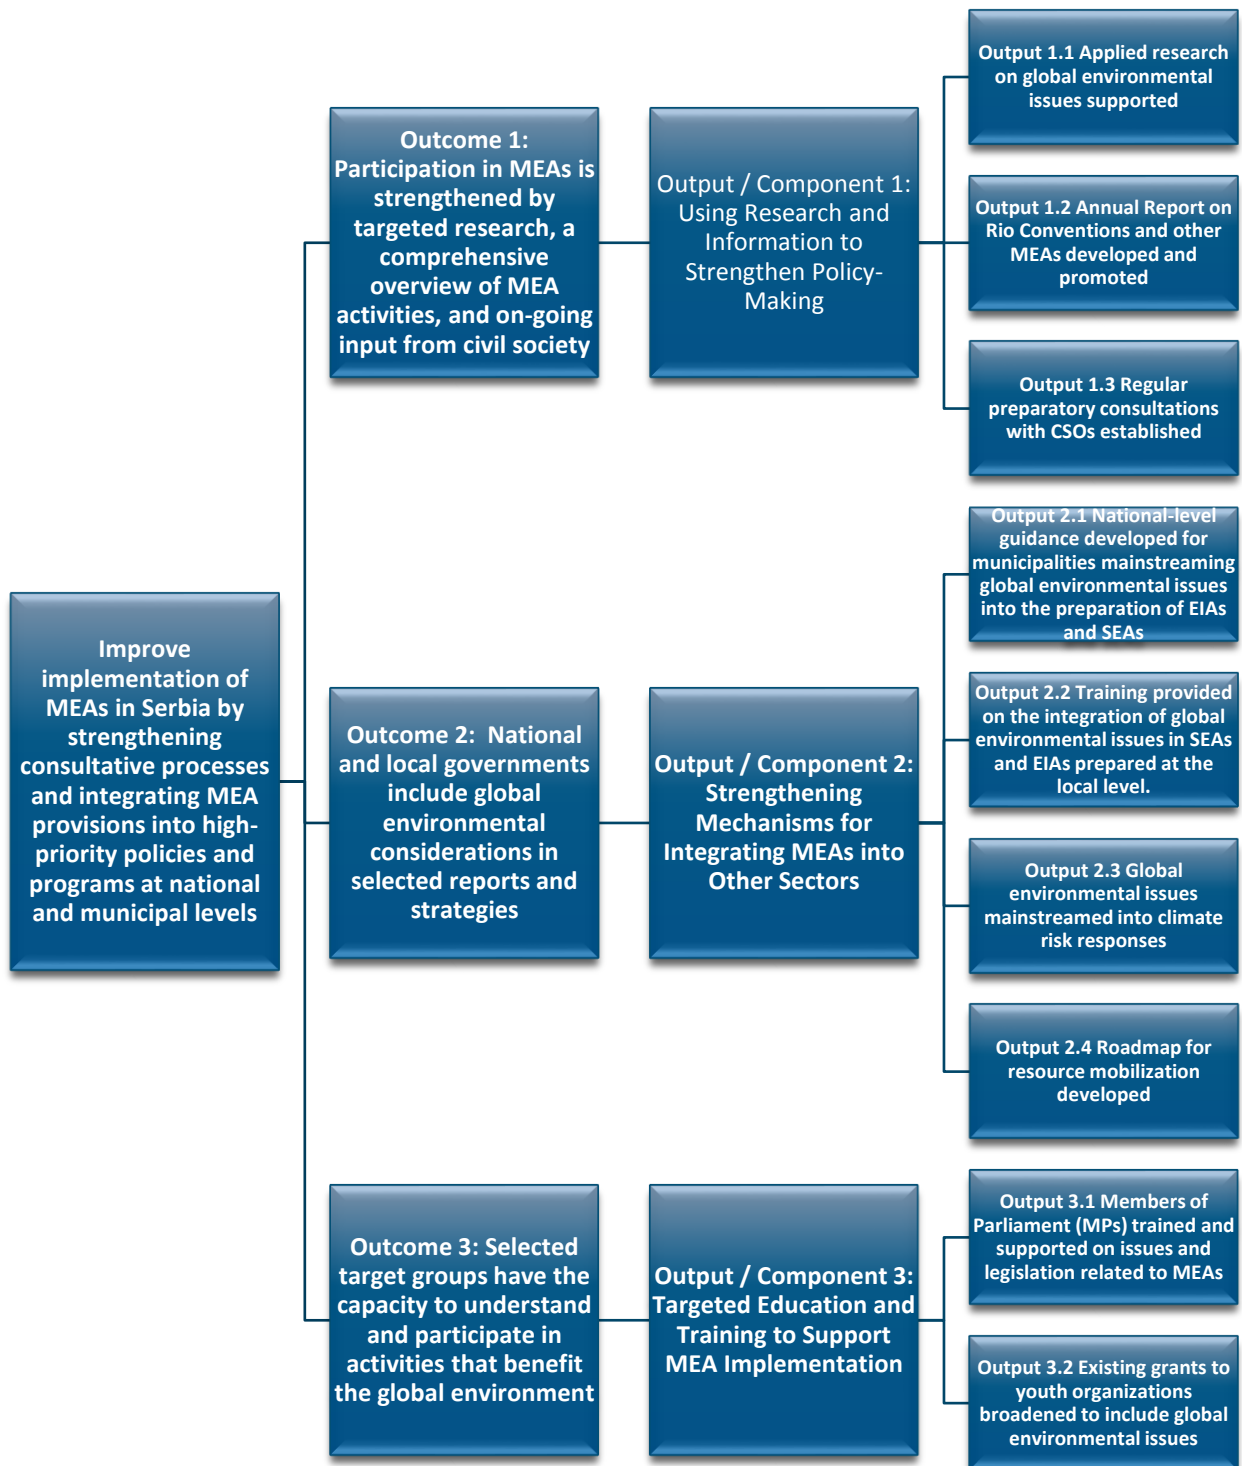 Improve
implementation of
MEAs in Serbia by
strengthening
consultative processes
and integrating MEA
provisions into high-
priority policies and
programs at national
and municipal levels
Outcome 1:
Participation in MEAs is
strengthened by
targeted research, a
comprehensive
overview of MEA
activities, and on-going
input from civil society
Output / Component 1:
Using Research and
Information to
Strengthen Policy-
Making
Output 1.1 Applied research
on global environmental
issues supported
Output 1.2 Annual Report on
Rio Conventions and other
MEAs developed and
promoted
Output 1.3 Regular
preparatory consultations
with CSOs established
Outcome 2:  National
and local governments
include global
environmental
considerations in
selected reports and
strategies
Output / Component 2:
Strengthening
Mechanisms for
Integrating MEAs into
Other Sectors
Output 2.1 National-level
guidance developed for
municipalities mainstreaming
global environmental issues
into the preparation of EIAs
and SEAs
Output 2.2 Training provided
on the integration of global
environmental issues in SEAs
and EIAs prepared at the
local level.
Output 2.3 Global
environmental issues
mainstreamed into climate
risk responses
Output 2.4 Roadmap for
resource mobilization
developed
Outcome 3: Selected
target groups have the
capacity to understand
and participate in
activities that benefit
the global environment
Output / Component 3:
Targeted Education and
Training to Support
MEA Implementation
Output 3.1 Members of
Parliament (MPs) trained and
supported on issues and
legislation related to MEAs
Output 3.2 Existing grants to
youth organizations
broadened to include global
environmental issues